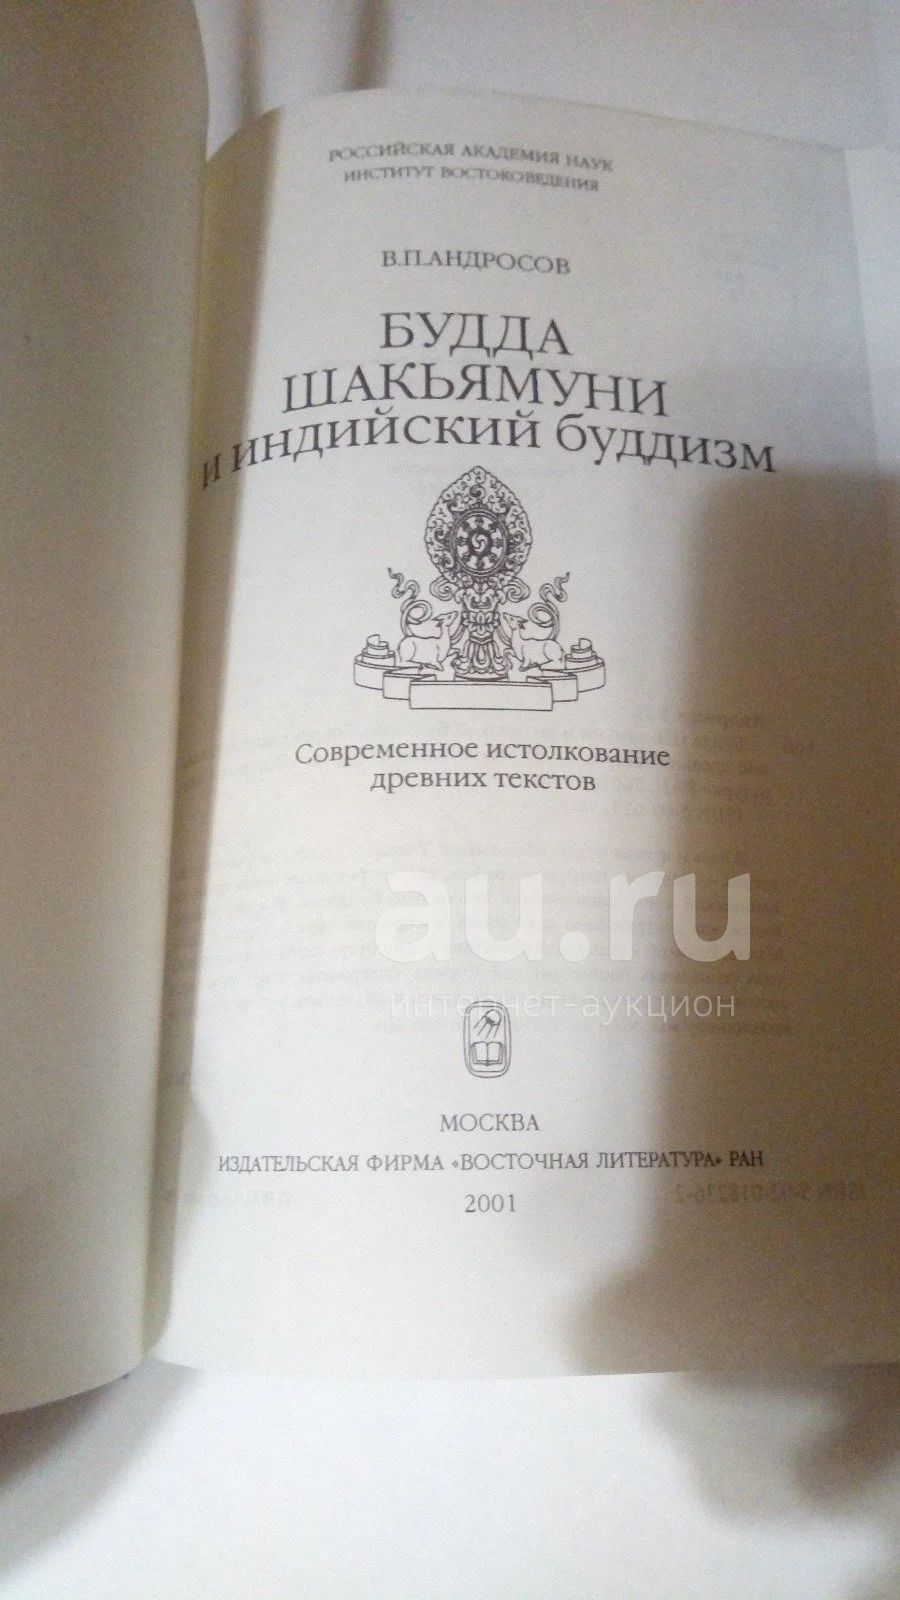 РОССИЙСКАЯ АКАДЕМИЯ НАУК
ИНСТИТУТ ВОСТОКОВЕДЕНИЯ
В.П.АНДРОСОВ
БУДДА
ШАКЬЯМУНИ
И ИНДИЙСКИЙ БУДДИЗМ
Современное истолкование
древних текстов
au.ru
интернет-аукцион
МОСКВА
ИЗДАТЕЛЬСКАЯ ФИРМА «ВОСТОЧНАЯ ЛИТЕРАТУРА» РАН
2001